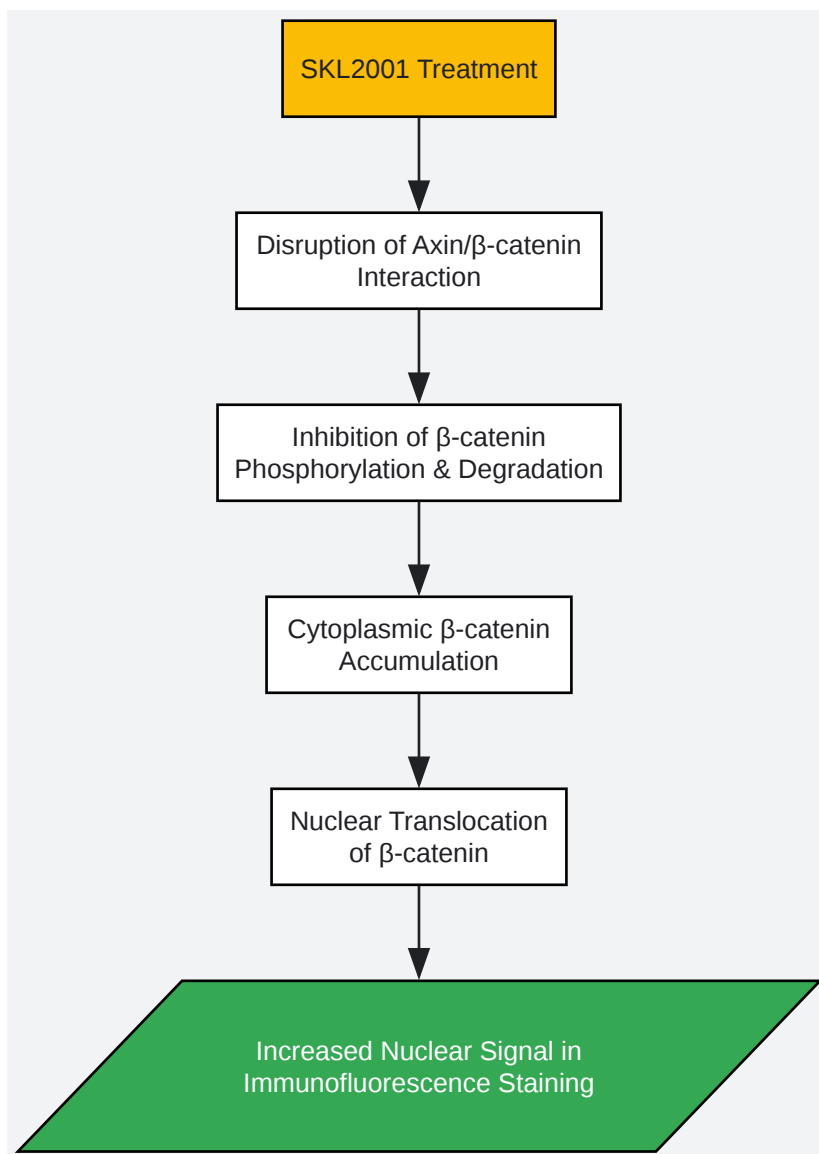 SKL2001 Treatment
Disruption of Axin/β-catenin
Interaction
Inhibition of β-catenin
Phosphorylation & Degradation
Cytoplasmic β-catenin
Accumulation
Nuclear Translocation
of β-catenin
Increased Nuclear Signal in
Immunofluorescence Staining